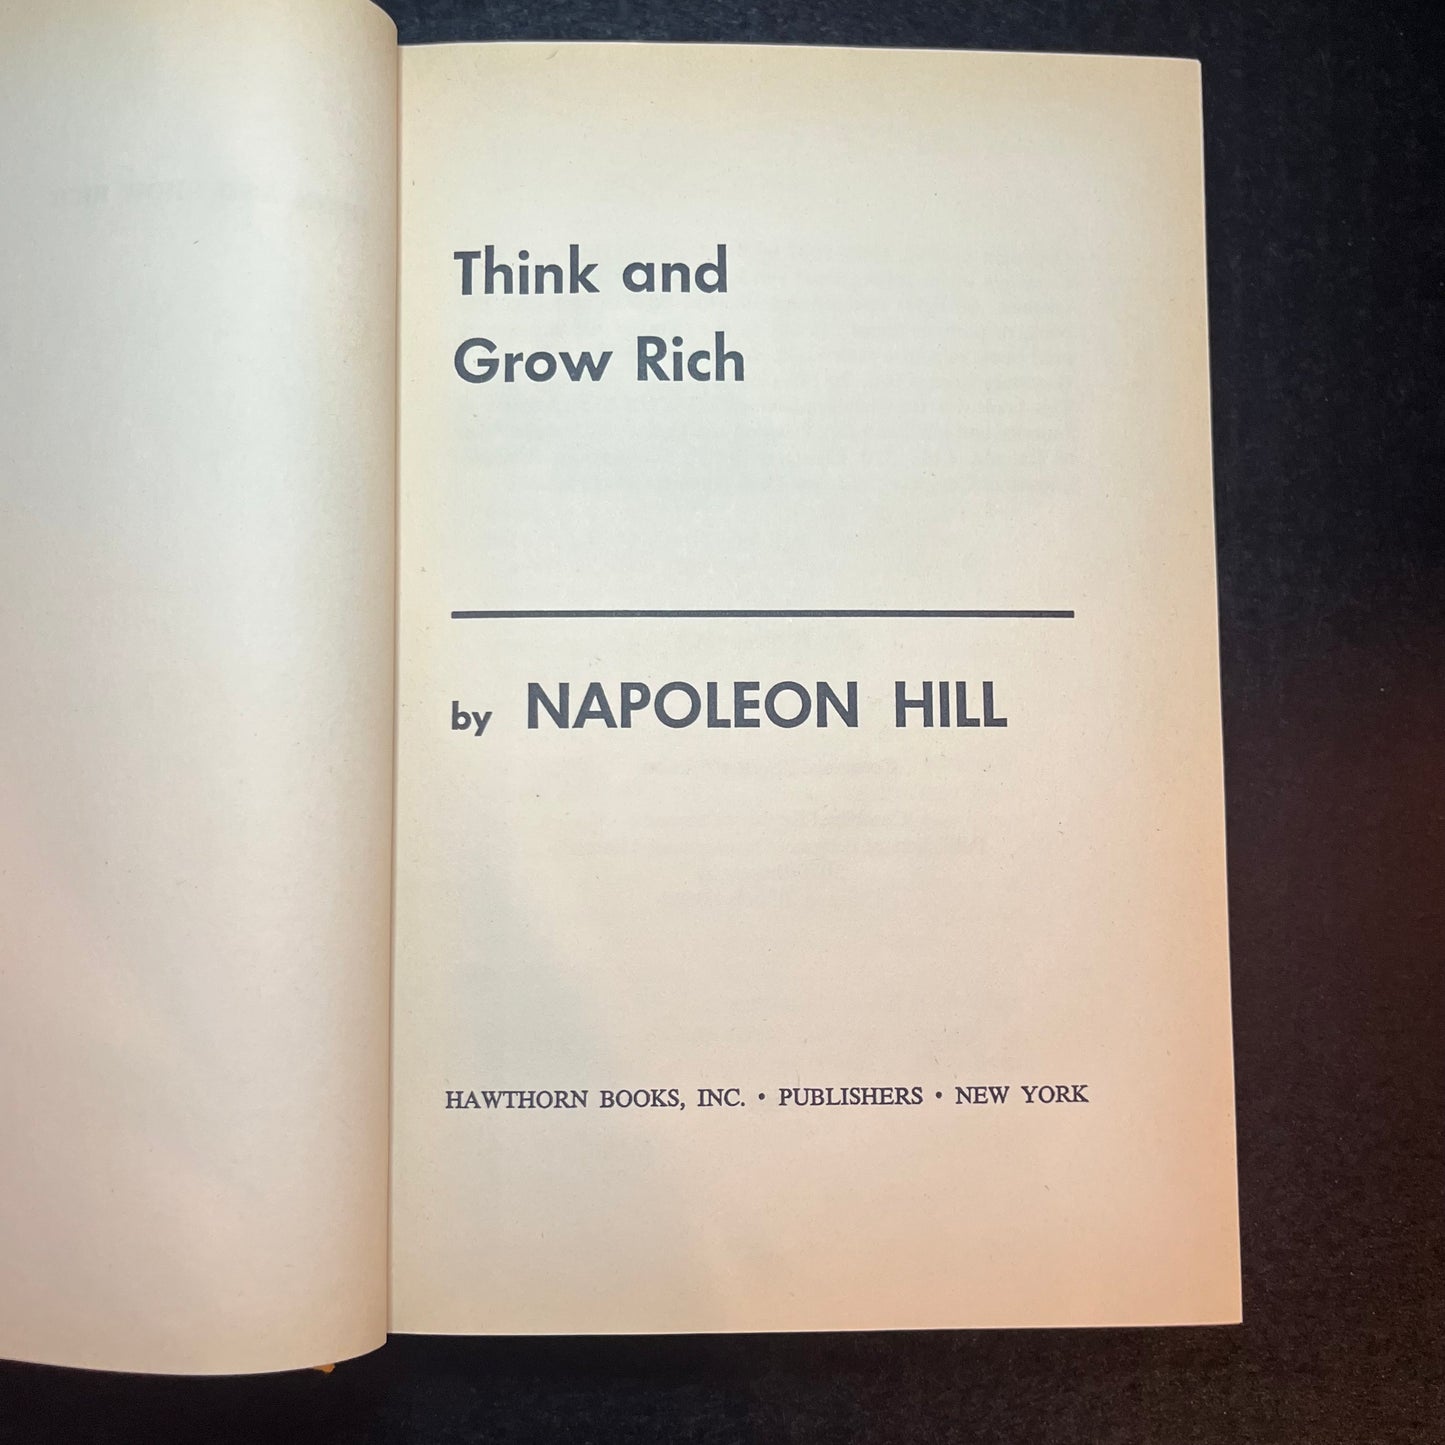 Think and
Grow Rich
by NAPOLEON HILL
HAWTHORN BOOKS, INC. • PUBLISHERS • NEW YORK